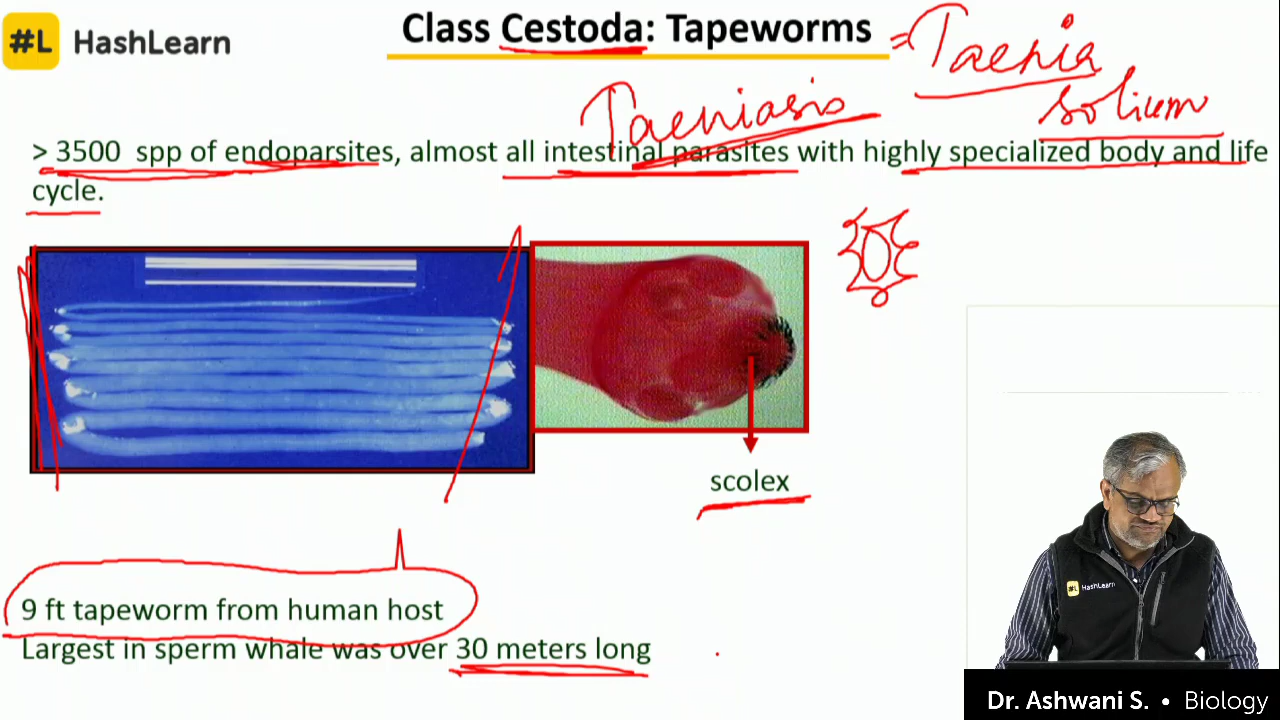 #L HashLearn
Class Cestoda: Tapeworms
= Taenia
solium
Taeniasis
> 3500 spp of endoparsites, almost all intestinal parasites with highly specialized body and life
cycle.
scolex
9 ft tapeworm from human host
Largest in sperm whale was over 30 meters long
#L HashLearn
Dr. Ashwani S. • Biology